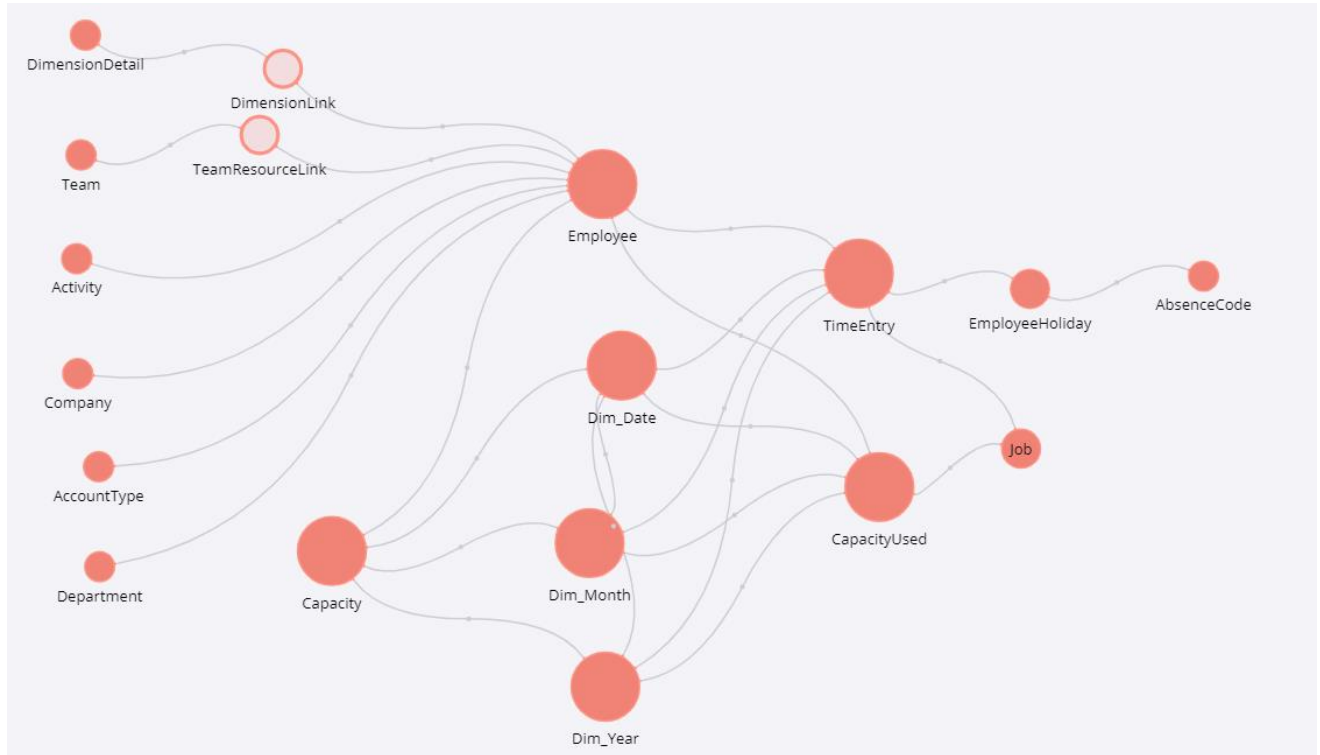 DimensionDetail
DimensionLink
TeamResourceLink
Team
Employee
Activity
TimeEntry
EmployeeHoliday
AbsenceCode
Company
Dim_Date
Job
AccountType
CapacityUsed
Department
Capacity
Dim_Month
Dim_Year